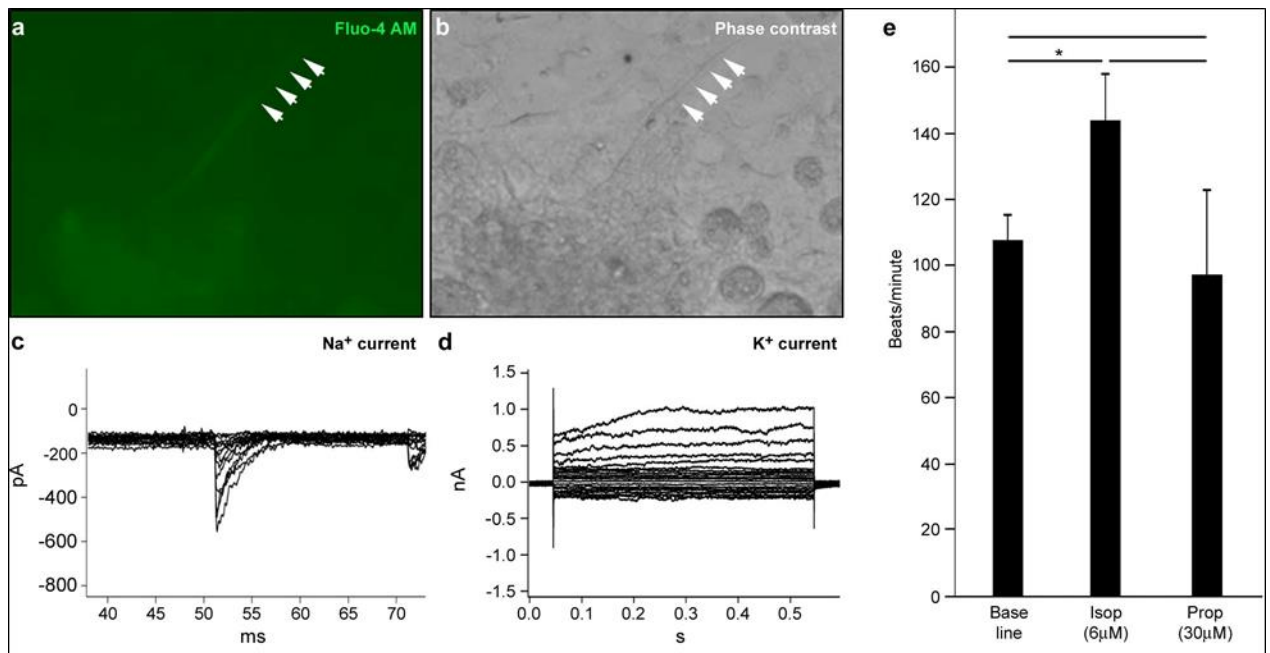 a
Fluo-4 AM
b
Phase contrast
c
Na+ current
0
-200
-400
-600
-800
pA
40 45 50 55 60 65 70
ms
d
K+ current
1.5
1.0
0.5
0.0
-0.5
-1.0
-1.5
nA
0.0 0.1 0.2 0.3 0.4 0.5
s
e
*
160
140
120
100
80
60
40
20
0
Beats/minute
Base
line
Isop
(6µM)
Prop
(30µM)